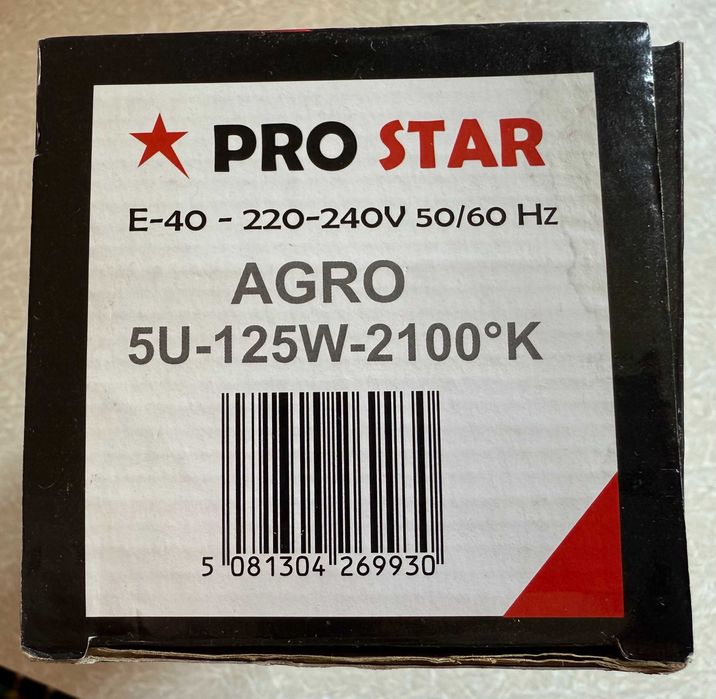 PRO STAR
E-40 - 220-240V 50/60 Hz
AGRO
5U-125W-2100°K
5 081304 269930